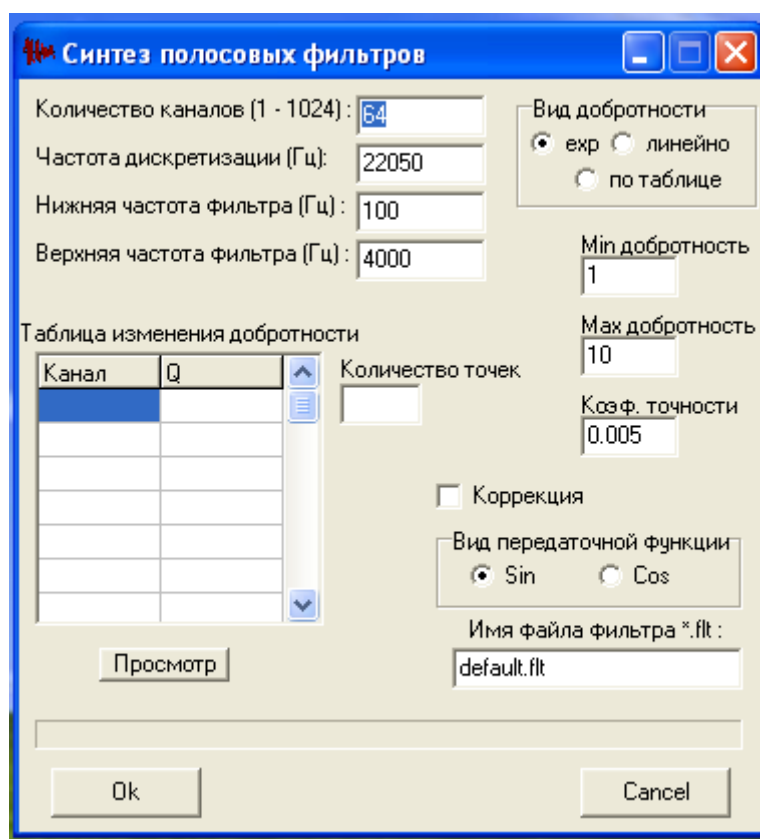 Синтез полосовых фильтров
Количество каналов (1 - 1024) : 64
Частота дискретизации (Гц): 22050
Нижняя частота фильтра (Гц) : 100
Верхняя частота фильтра (Гц) : 4000
Вид добротности
exp линейно
по таблице
Min добротность
1
Max добротность
10
Коэф. точности
0.005
Таблица изменения добротности
Канал Q
Количество точек
Коррекция
Вид передаточной функции
Sin Cos
Имя файла фильтра *.flt :
default.flt
Просмотр
Ok Cancel